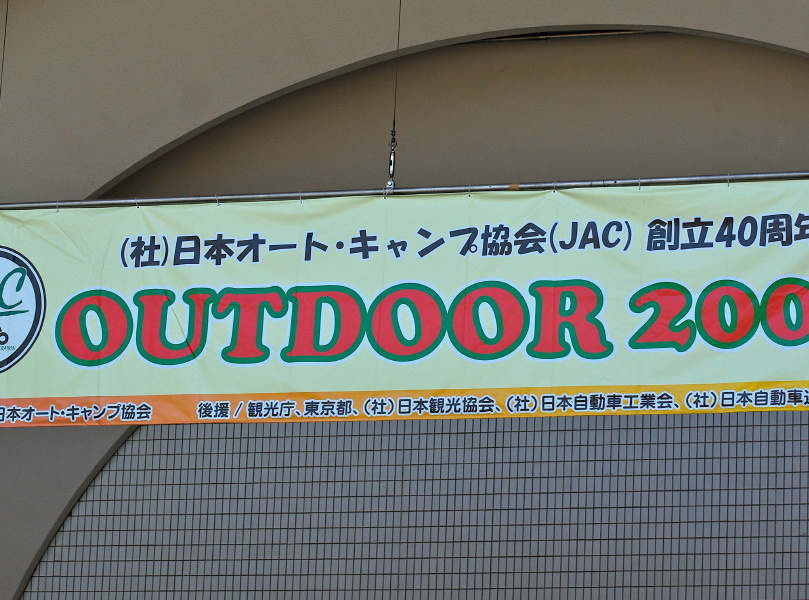 (社)日本オート・キャンプ協会(JAC) 創立40周年
OUTDOOR 200
日本オート・キャンプ協会 後援/観光庁、東京都、(社)日本観光協会、(社)日本自動車工業会、(社)日本自動車